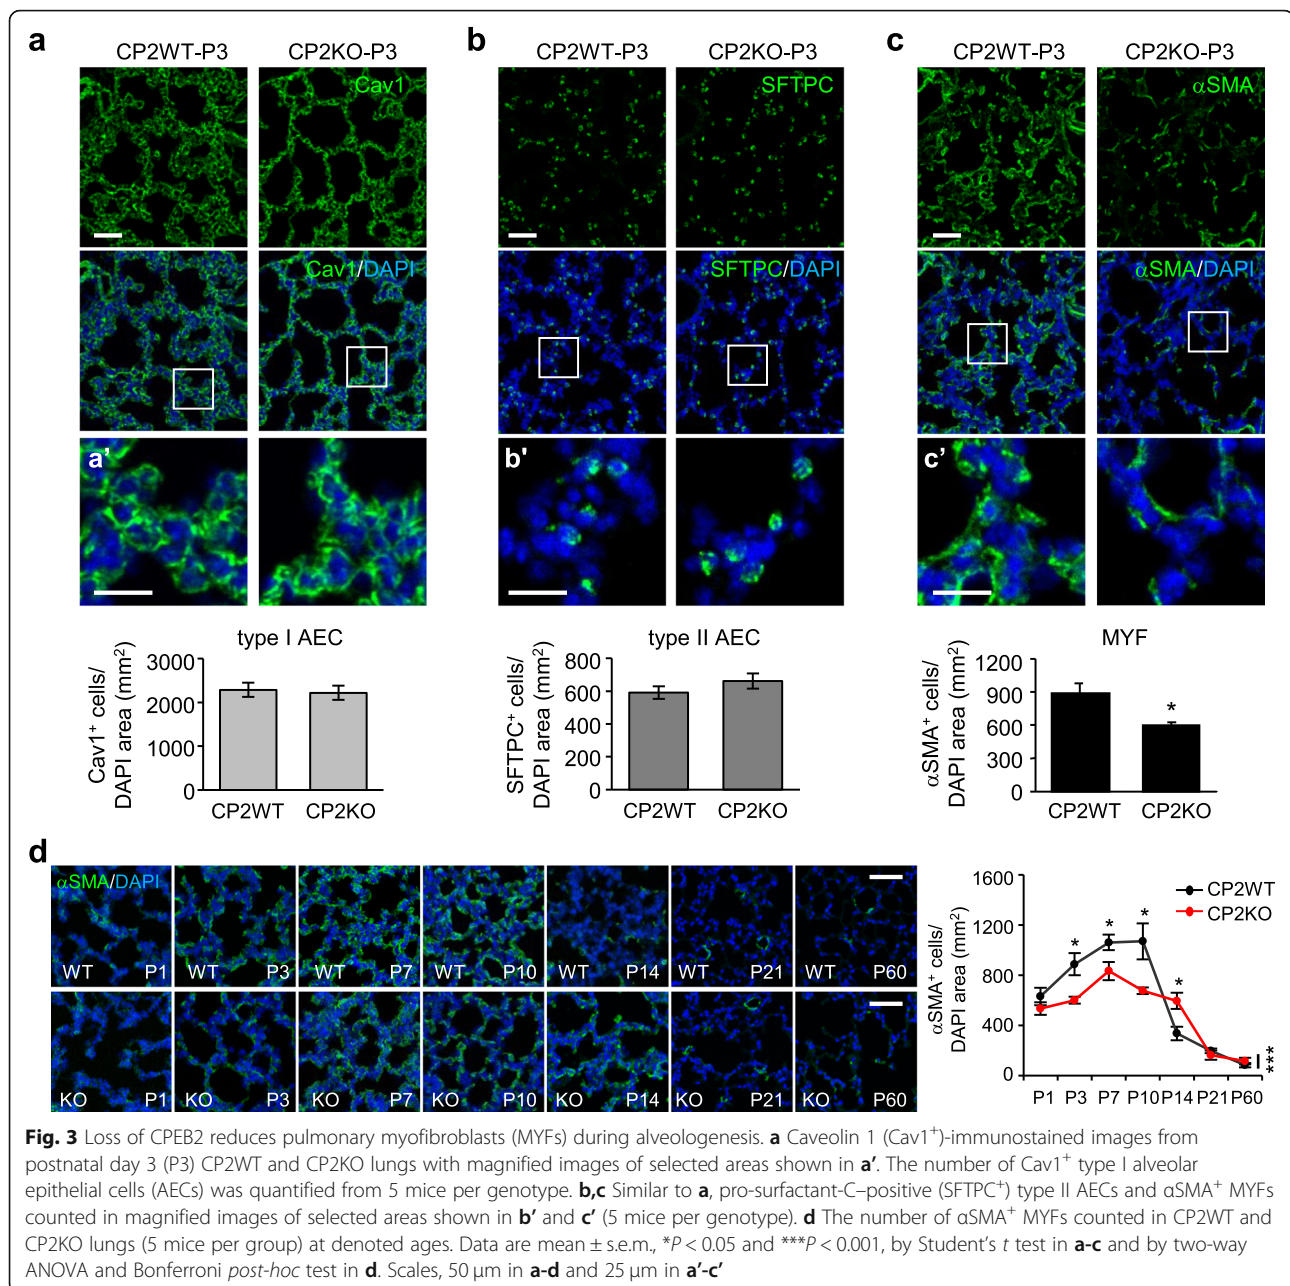 a
CP2WT-P3 CP2KO-P3
Cav1
Cav1/DAPI
a’
type I AEC
Cav1⁺ cells/
DAPI area (mm²)
3000
2000
1000
0
CP2WT CP2KO
b
CP2WT-P3 CP2KO-P3
SFTPC
SFTPC/DAPI
b'
type II AEC
SFTPC⁺ cells/
DAPI area (mm²)
800
600
400
200
0
CP2WT CP2KO
c
CP2WT-P3 CP2KO-P3
αSMA
αSMA/DAPI
c’
MYF
αSMA⁺ cells/
DAPI area (mm²)
1200
900
600
300
0
*
CP2WT CP2KO
d
αSMA/DAPI
WT P1 WT P3 WT P7 WT P10 WT P14 WT P21 WT P60
KO P1 KO P3 KO P7 KO P10 KO P14 KO P21 KO P60
αSMA⁺ cells/
DAPI area (mm²)
1600
1200
800
400
0
CP2WT
CP2KO
* * * *
***
P1 P3 P7 P10 P14 P21 P60
Fig. 3 Loss of CPEB2 reduces pulmonary myofibroblasts (MYFs) during alveologenesis. a Caveolin 1 (Cav1⁺)-immunostained images from
postnatal day 3 (P3) CP2WT and CP2KO lungs with magnified images of selected areas shown in a’. The number of Cav1⁺ type I alveolar
epithelial cells (AECs) was quantified from 5 mice per genotype. b,c Similar to a, pro-surfactant-C–positive (SFTPC⁺) type II AECs and αSMA⁺ MYFs
counted in magnified images of selected areas shown in b’ and c’ (5 mice per genotype). d The number of αSMA⁺ MYFs counted in CP2WT and
CP2KO lungs (5 mice per group) at denoted ages. Data are mean ± s.e.m., *P < 0.05 and ***P < 0.001, by Student’s t test in a-c and by two-way
ANOVA and Bonferroni post-hoc test in d. Scales, 50 μm in a-d and 25 μm in a’-c’